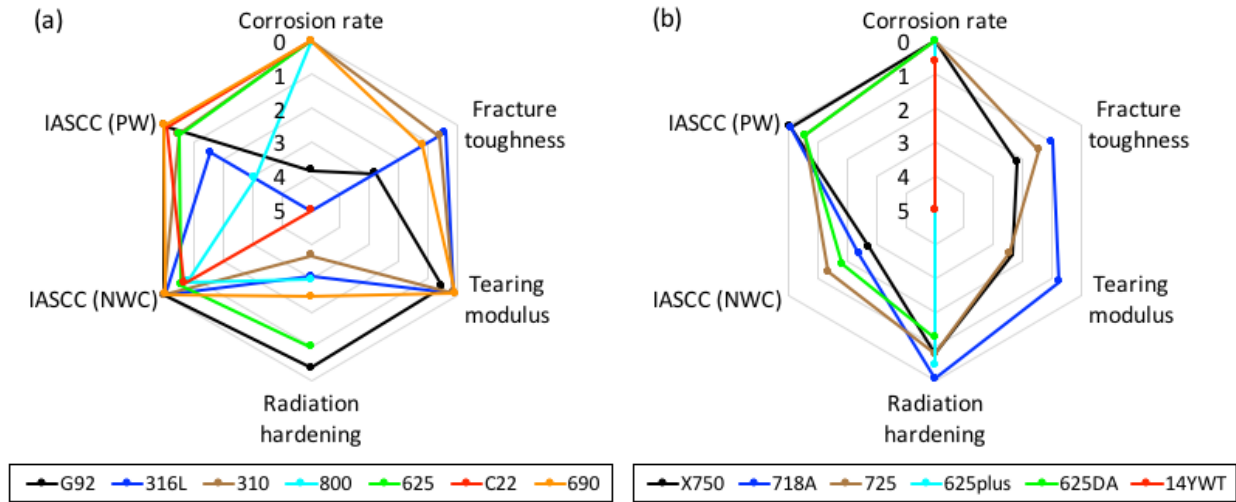 (a)
Corrosion rate
0
1
2
3
4
5
IASCC (PW)
Fracture
toughness
IASCC (NWC)
Tearing
modulus
Radiation
hardening
G92 316L 310 800 625 C22 690
(b)
Corrosion rate
0
1
2
3
4
5
IASCC (PW)
Fracture
toughness
IASCC (NWC)
Tearing
modulus
Radiation
hardening
X750 718A 725 625plus 625DA 14YWT